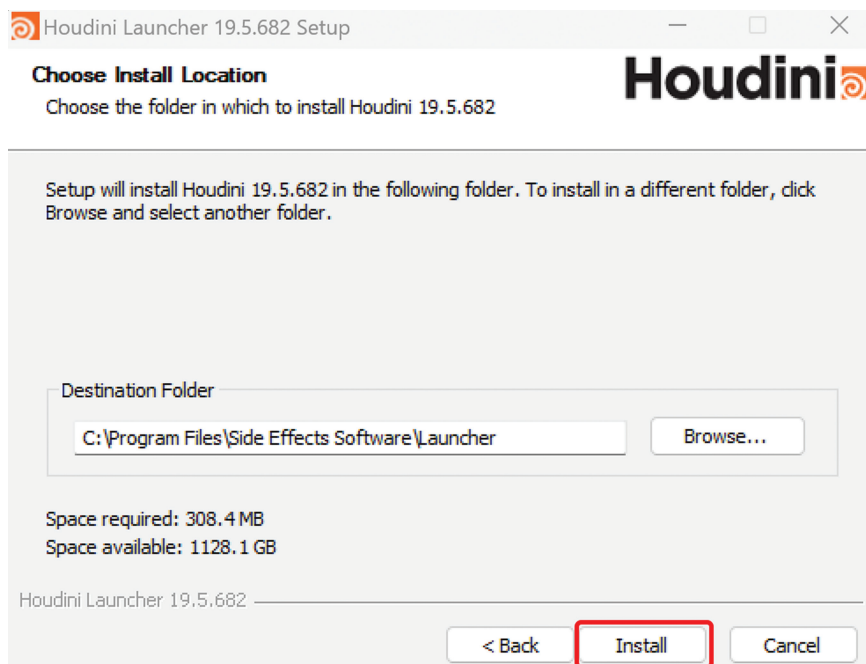 Houdini Launcher 19.5.682 Setup
Choose Install Location
Choose the folder in which to install Houdini 19.5.682
Houdini
Setup will install Houdini 19.5.682 in the following folder. To install in a different folder, click
Browse and select another folder.
Destination Folder
C:\Program Files\Side Effects Software\Launcher
Browse...
Space required: 308.4 MB
Space available: 1128.1 GB
Houdini Launcher 19.5.682
< Back Install Cancel